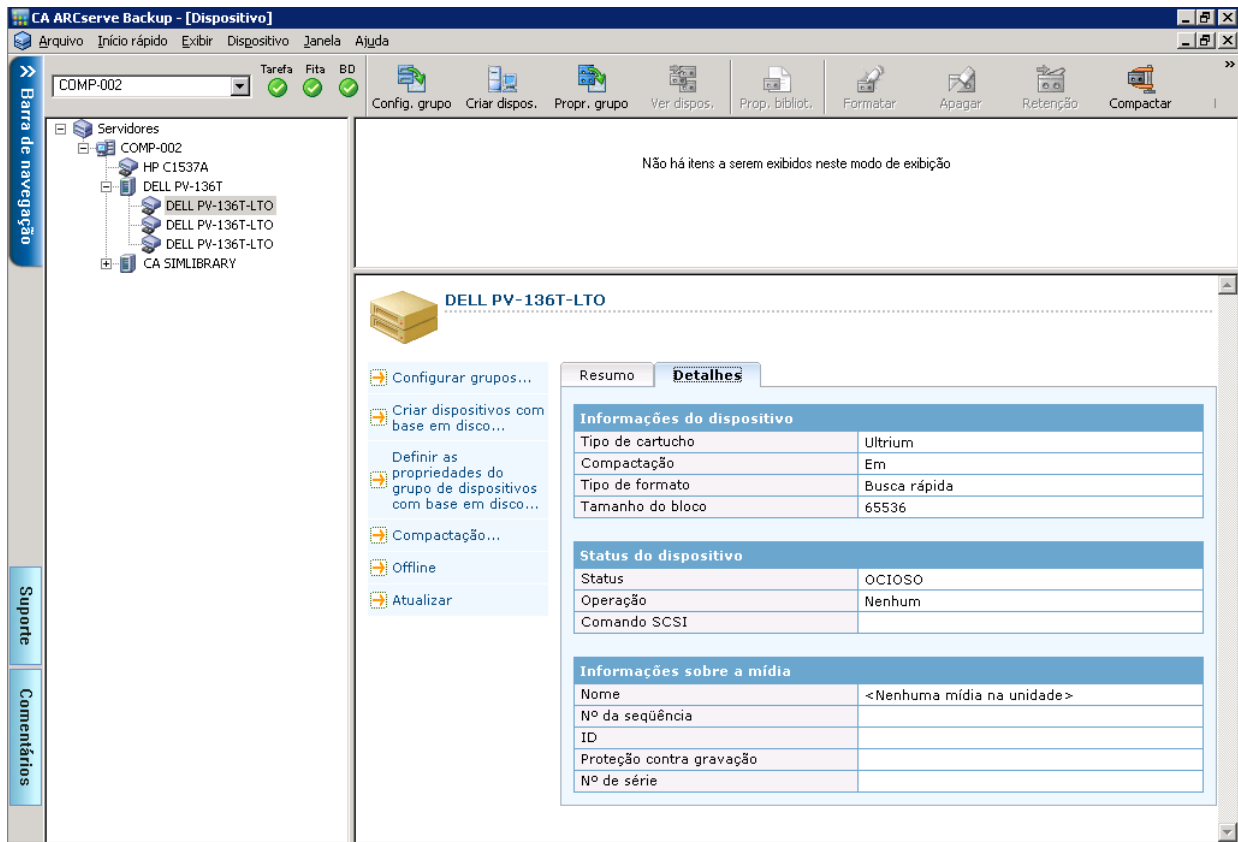 CA ARCserve Backup - [Dispositivo]
Arquivo Início rápido Exibir Dispositivo Janela Ajuda
COMP-002
Tarefa Fita BD
Config. grupo Criar dispos. Propr. grupo Ver dispos. Prop. bibliot. Formatar Apagar Retenção Compactar
Barra de navegação
Suporte
Comentários
Servidores
COMP-002
HP C1537A
DELL PV-136T
DELL PV-136T-LTO
DELL PV-136T-LTO
DELL PV-136T-LTO
CA SIMLIBRARY
Não há itens a serem exibidos neste modo de exibição
DELL PV-136T-LTO
Configurar grupos...
Criar dispositivos com
base em disco...
Definir as
propriedades do
grupo de dispositivos
com base em disco...
Compactação...
Offline
Atualizar
Resumo Detalhes
Informações do dispositivo
Tipo de cartucho Ultrium
Compactação Em
Tipo de formato Busca rápida
Tamanho do bloco 65536
Status do dispositivo
Status OCIOSO
Operação Nenhum
Comando SCSI
Informações sobre a mídia
Nome <Nenhuma mídia na unidade>
Nº da seqüência
ID
Proteção contra gravação
Nº de série